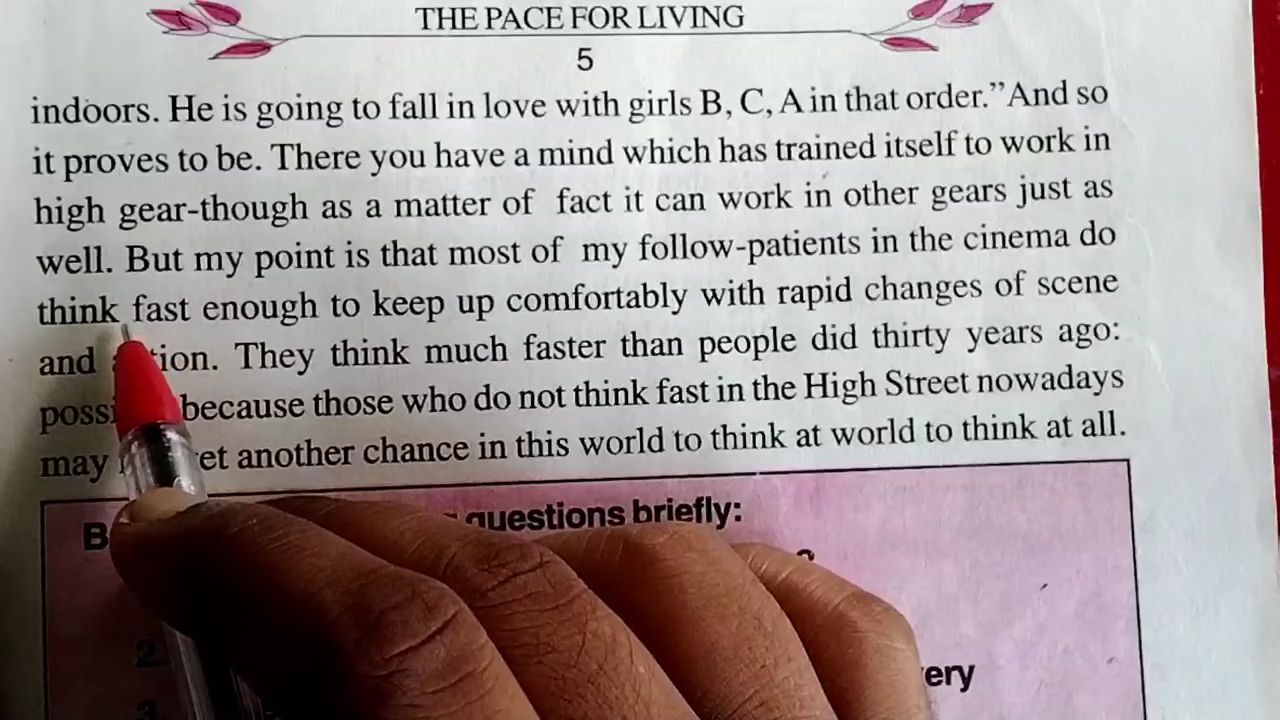 THE PACE FOR LIVING
5
indoors. He is going to fall in love with girls B, C, A in that order." And so
it proves to be. There you have a mind which has trained itself to work in
high gear-though as a matter of fact it can work in other gears just as
well. But my point is that most of my follow-patients in the cinema do
think fast enough to keep up comfortably with rapid changes of scene
and They think much faster than people did thirty years ago:
because those who do not think fast in the High Street nowadays
may another chance in this world to think at world to think at all.
B questions briefly:
2.
3